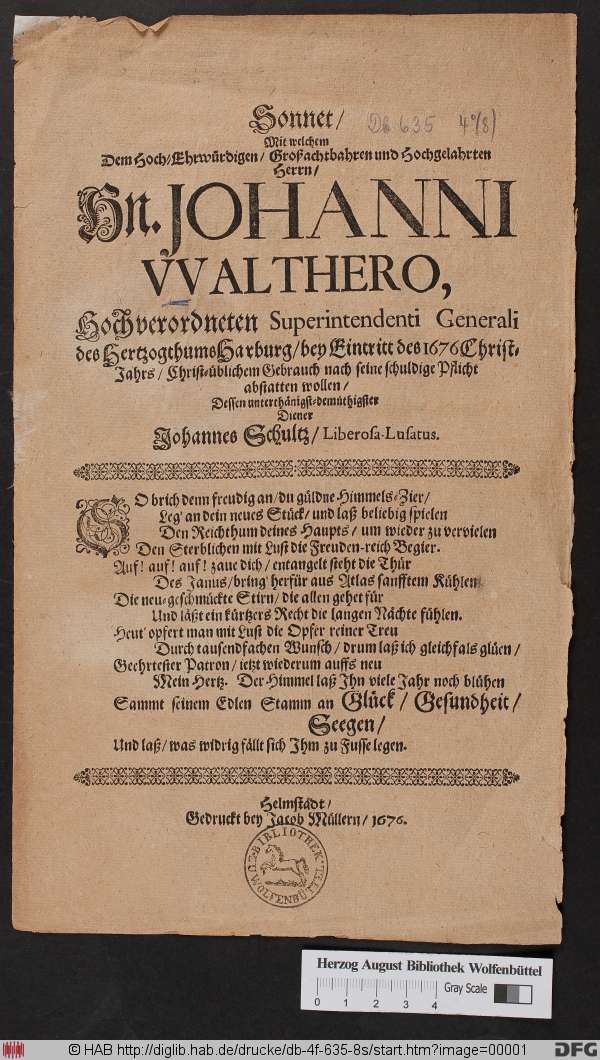 Sonnet/ Db 635 4°(8)
Mit welchem
Dem Hoch/Ehrwürdigen/ Großachtbahren und Hochgelahrten
Herrn/
Hn. JOHANNI
VVALTHERO,
Hochverordneten Superintendenti Generali
des Hertzogthums Harburg/bey Eintritt des 1676 Christ-
Jahrs/ Christ-üblichem Gebrauch nach seine schuldige Pflicht
abstatten wollen/
Dessen unterthänigst-demüthigster
Diener
Johannes Schultz/ Liberosa-Lusatus.
SO brich denn freudig an/du güldne Himmels-Zier/
Leg' an dein neues Stück/und laß beliebig spielen
Den Reichthum deines Haupts/ um wieder zu vervielen
Den Sterblichen mit Lust die Freuden-reich Begier.
Auf! auf! auf! zaue dich/entangelt steht die Thür
Des Janus/bring' herfür aus Atlas sanfftem Kühlen
Die neu-geschmückte Stirn/die allen gehet für
Und läßt ein kürtzers Recht die langen Nächte fühlen.
Heut' opfert man mit Lust die Opfer reiner Treu
Durch tausendfachen Wunsch/drum laß ich gleichfals glüen/
Geehrtester Patron/ietzt wiederum auffs neu
Mein Hertz. Der Himmel laß Ihn viele Jahr noch blühen
Sammt seinem Edlen Stamm an Glück/ Gesundheit/
Seegen/
Und laß/was widrig fällt sich Ihm zu Fusse legen.
Helmstädt/
Gedruckt bey Jacob Müllern/1676.
BIBLIOTHEK
ZU WOLFENBÜTTEL
Herzog August Bibliothek Wolfenbüttel
0 1 2 3 4 Gray Scale
© HAB http://diglib.hab.de/drucke/db-4f-635-8s/start.htm?image=00001 DFG